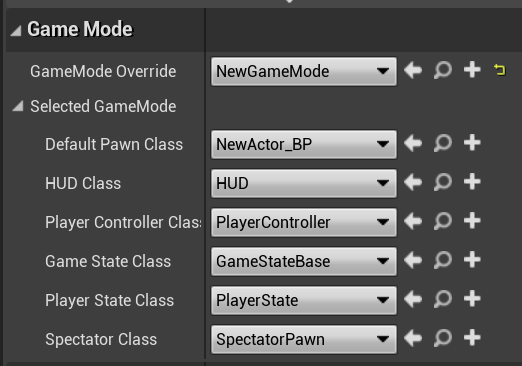 Game Mode
GameMode Override NewGameMode
Selected GameMode
Default Pawn Class NewActor_BP
HUD Class HUD
Player Controller Clas PlayerController
Game State Class GameStateBase
Player State Class PlayerState
Spectator Class SpectatorPawn